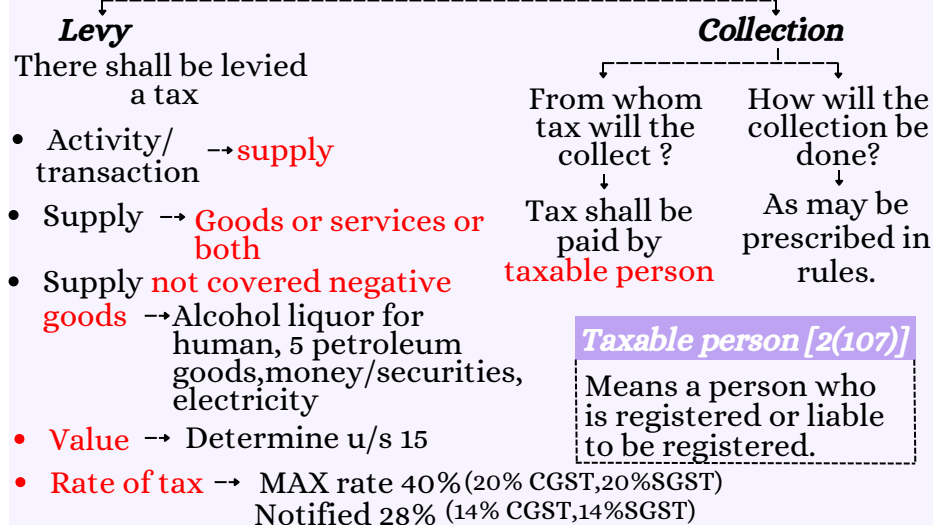 Levy
There shall be levied
a tax
• Activity/
transaction → supply
• Supply → Goods or services or
both
• Supply not covered negative
goods → Alcohol liquor for
human, 5 petroleum
goods,money/securities,
electricity
• Value → Determine u/s 15
• Rate of tax → MAX rate 40%(20% CGST,20%SGST)
Notified 28% (14% CGST,14%SGST)
Collection
From whom
tax will the
collect ?
Tax shall be
paid by
taxable person
How will the
collection be
done?
As may be
prescribed in
rules.
Taxable person [2(107)]
Means a person who
is registered or liable
to be registered.